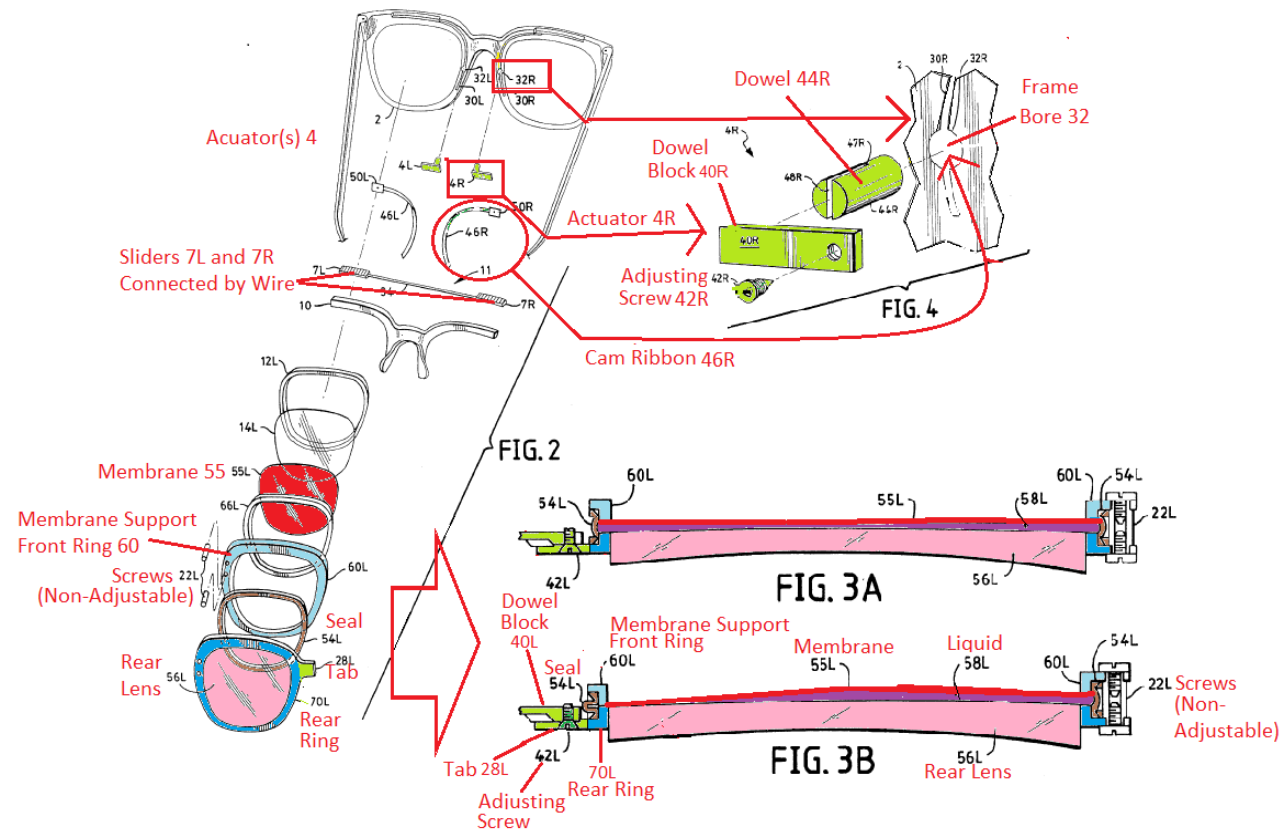 32L
32R
30L
30R
2
Acuator(s) 4
4L
4R
50L
50R
46L
46R
Sliders 7L and 7R
Connected by Wire
7L
34
11
7R
10
Actuator 4R
Cam Ribbon 46R
Dowel 44R
Dowel
Block 40R
4R
47R
48R
44R
40R
Adjusting
Screw 42R
42R
2
30R
32R
Frame
Bore 32
FIG. 4
12L
14L
FIG. 2
Membrane 55
55L
66L
Membrane Support
Front Ring 60
22L
Screws
(Non-Adjustable)
60L
Seal
54L
28L
Tab
Rear
Lens
56L
70L
Rear
Ring
60L
54L
55L
58L
60L
54L
22L
42L
56L
FIG. 3A
Dowel
Block
40L
Membrane Support
Front Ring
Seal
54L
60L
Membrane
55L
Liquid
58L
60L
54L
22L
Screws
(Non-
Adjustable)
Tab 28L
42L
70L
Rear Ring
Adjusting
Screw
56L
Rear Lens
FIG. 3B